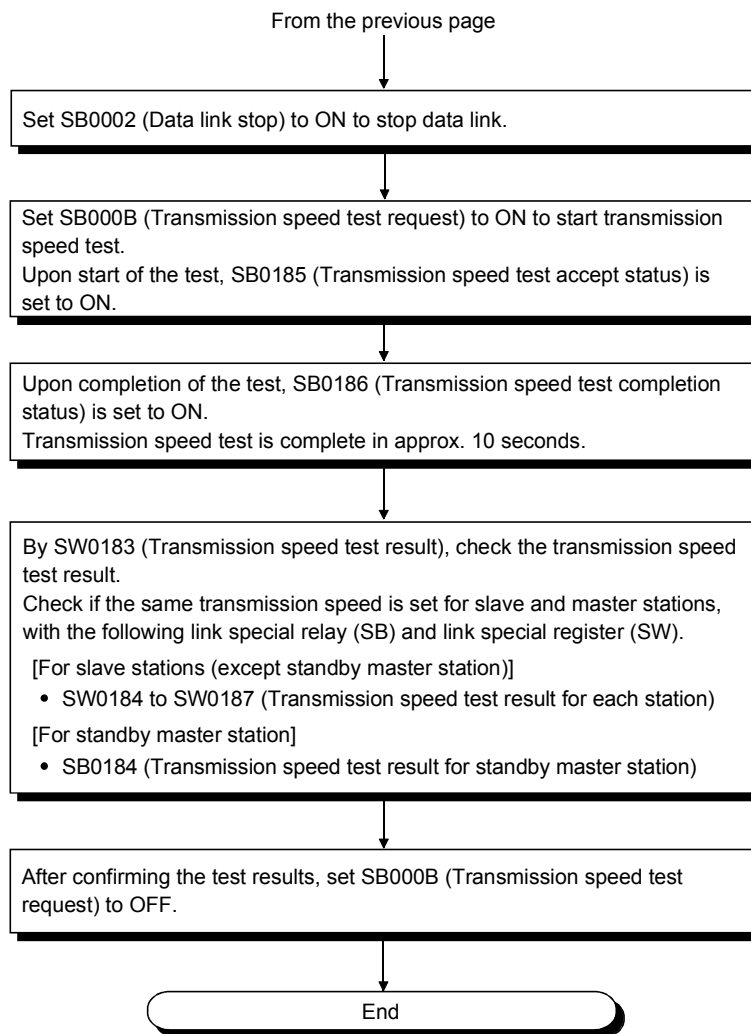 From the previous page
Set SB0002 (Data link stop) to ON to stop data link.
Set SB000B (Transmission speed test request) to ON to start transmission
speed test.
Upon start of the test, SB0185 (Transmission speed test accept status) is
set to ON.
Upon completion of the test, SB0186 (Transmission speed test completion
status) is set to ON.
Transmission speed test is complete in approx. 10 seconds.
By SW0183 (Transmission speed test result), check the transmission speed
test result.
Check if the same transmission speed is set for slave and master stations,
with the following link special relay (SB) and link special register (SW).
[For slave stations (except standby master station)]
• SW0184 to SW0187 (Transmission speed test result for each station)
[For standby master station]
• SB0184 (Transmission speed test result for standby master station)
After confirming the test results, set SB000B (Transmission speed test
request) to OFF.
End